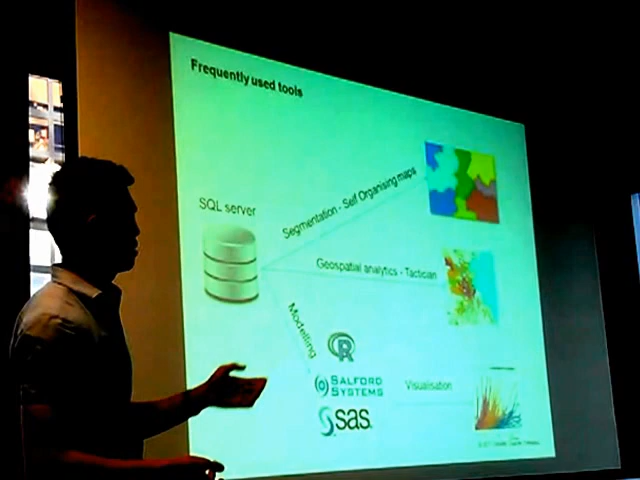 Frequently used tools
SQL server
Segmentation - Self Organising maps
Geospatial analytics - Tactician
Modelling
R
SALFORD
SYSTEMS
sas
Visualisation